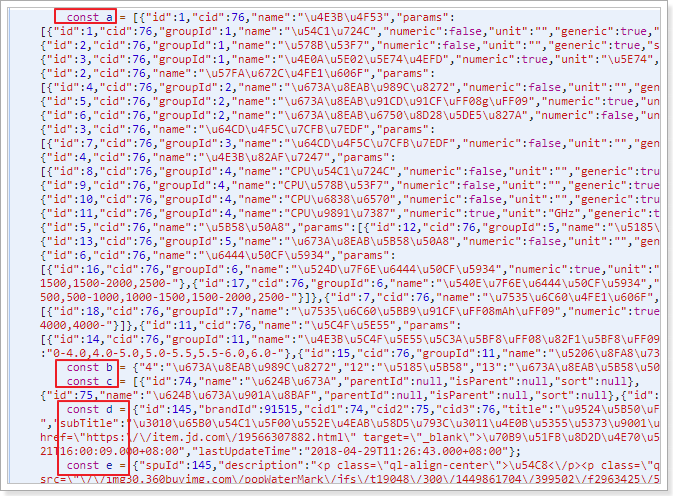 const a = [{"id":1,"cid":76,"name":"\u4E3B\u4F53","params":
[{"id":1,"cid":76,"groupId":1,"name":"\u54C1\u724C","numeric":false,"unit":"","generic":true,
{"id":2,"cid":76,"groupId":1,"name":"\u578B\u53F7","numeric":false,"unit":"","generic":true,"s
{"id":3,"cid":76,"groupId":1,"name":"\u4E0A\u5E02\u5E74\u4EFD","numeric":true,"unit":"\u5E74",
{"id":2,"cid":76,"name":"\u57FA\u672C\u4FE1\u606F","params":
[{"id":4,"cid":76,"groupId":2,"name":"\u673A\u8EAB\u989C\u8272","numeric":false,"unit":"","gen
{"id":5,"cid":76,"groupId":2,"name":"\u673A\u8EAB\u91CD\u91CF\uFF08g\uFF09","numeric":true,"un
{"id":6,"cid":76,"groupId":2,"name":"\u673A\u8EAB\u6750\u8D28\u5DE5\u827A","numeric":false,"un
{"id":3,"cid":76,"name":"\u64CD\u4F5C\u7CFB\u7EDF","params":
[{"id":7,"cid":76,"groupId":3,"name":"\u64CD\u4F5C\u7CFB\u7EDF","numeric":false,"unit":"","gen
{"id":4,"cid":76,"name":"\u4E3B\u82AF\u7247","params":
[{"id":8,"cid":76,"groupId":4,"name":"CPU\u54C1\u724C","numeric":false,"unit":"","generic":tru
{"id":9,"cid":76,"groupId":4,"name":"CPU\u578B\u53F7","numeric":false,"unit":"","generic":true
{"id":10,"cid":76,"groupId":4,"name":"CPU\u6838\u6570","numeric":false,"unit":"","generic":tru
{"id":11,"cid":76,"groupId":4,"name":"CPU\u9891\u7387","numeric":true,"unit":"GHz","generic":t
{"id":5,"cid":76,"name":"\u5B58\u50A8","params":[{"id":12,"cid":76,"groupId":5,"name":"\u5185\
{"id":13,"cid":76,"groupId":5,"name":"\u673A\u8EAB\u5B58\u50A8","numeric":false,"unit":"","gen
{"id":6,"cid":76,"name":"\u6444\u50CF\u5934","params":
[{"id":16,"cid":76,"groupId":6,"name":"\u524D\u7F6E\u6444\u50CF\u5934","numeric":true,"unit":"
1500,1500-2000,2500-"},{"id":17,"cid":76,"groupId":6,"name":"\u540E\u7F6E\u6444\u50CF\u5934",
500,500-1000,1000-1500,1500-2000,2500-"}]},{"id":7,"cid":76,"name":"\u7535\u6C60\u4FE1\u606F",
[{"id":18,"cid":76,"groupId":7,"name":"\u7535\u6C60\u5BB9\u91CF\uFF08mAh\uFF09","numeric":true
4000,4000-"}]},{"id":11,"cid":76,"name":"\u5C4F\u5E55","params":
[{"id":14,"cid":76,"groupId":11,"name":"\u4E3B\u5C4F\u5E55\u5C3A\u5BF8\uFF08\u82F1\u5BF8\uFF09
:"0-4.0,4.0-5.0,5.0-5.5,5.5-6.0,6.0-"},{"id":15,"cid":76,"groupId":11,"name":"\u5206\u8FA8\u73
const b = {"4":"\u673A\u8EAB\u989C\u8272","12":"\u5185\u5B58","13":"\u673A\u8EAB\u5B58\u50
const c = [{"id":74,"name":"\u624B\u673A","parentId":null,"isParent":null,"sort":null},
{"id":75,"name":"\u624B\u673A\u901A\u8BAF","parentId":null,"isParent":null,"sort":null},{"id":
const d = {"id":145,"brandId":91515,"cid1":74,"cid2":75,"cid3":76,"title":"\u9524\u5B50\uF
","subTitle":"\u3010\u65B0\u54C1\u5F00\u552E\u4EAB\u58D5\u793C\u3011\u4E0B\u5355\u5373\u9001\u
href=\"https:\/\/item.jd.com\/19566307882.html\" target=\"_blank\">\u70B9\u51FB\u8D2D\u4E70\u5
21T16:00:09.000+08:00","lastUpdateTime":"2018-04-29T11:26:43.000+08:00"};
const e = {"spuId":145,"description":"<p class=\"ql-align-center\">\u54C8<\/p><p class=\"q
src=\"\/\/img30.360buyimg.com\/popWaterMark\/jfs\/t19048\/300\/1449861704\/399502\/f2963425\/5